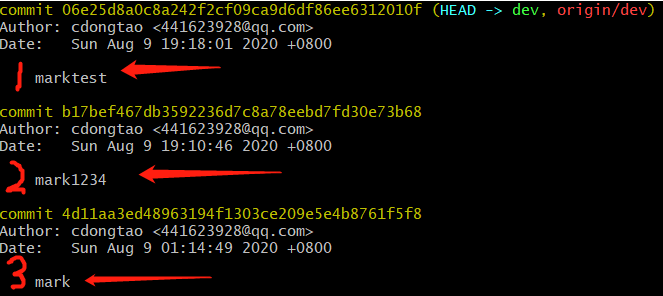 commit 06e25d8a0c8a242f2cf09ca9d6df86ee6312010f (HEAD -> dev, origin/dev)
Author: cdongtao <441623928@qq.com>
Date:   Sun Aug 9 19:18:01 2020 +0800
1 marktest
commit b17bef467db3592236d7c8a78eebd7fd30e73b68
Author: cdongtao <441623928@qq.com>
Date:   Sun Aug 9 19:10:46 2020 +0800
2 mark1234
commit 4d11aa3ed48963194f1303ce209e5e4b8761f5f8
Author: cdongtao <441623928@qq.com>
Date:   Sun Aug 9 01:14:49 2020 +0800
3 mark